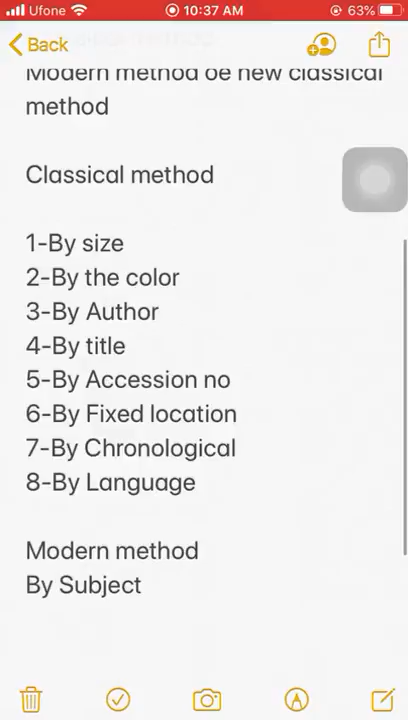 Ufone 10:37 AM 63%
Back
Modern method oe new classical
method
Classical method
1-By size
2-By the color
3-By Author
4-By title
5-By Accession no
6-By Fixed location
7-By Chronological
8-By Language
Modern method
By Subject